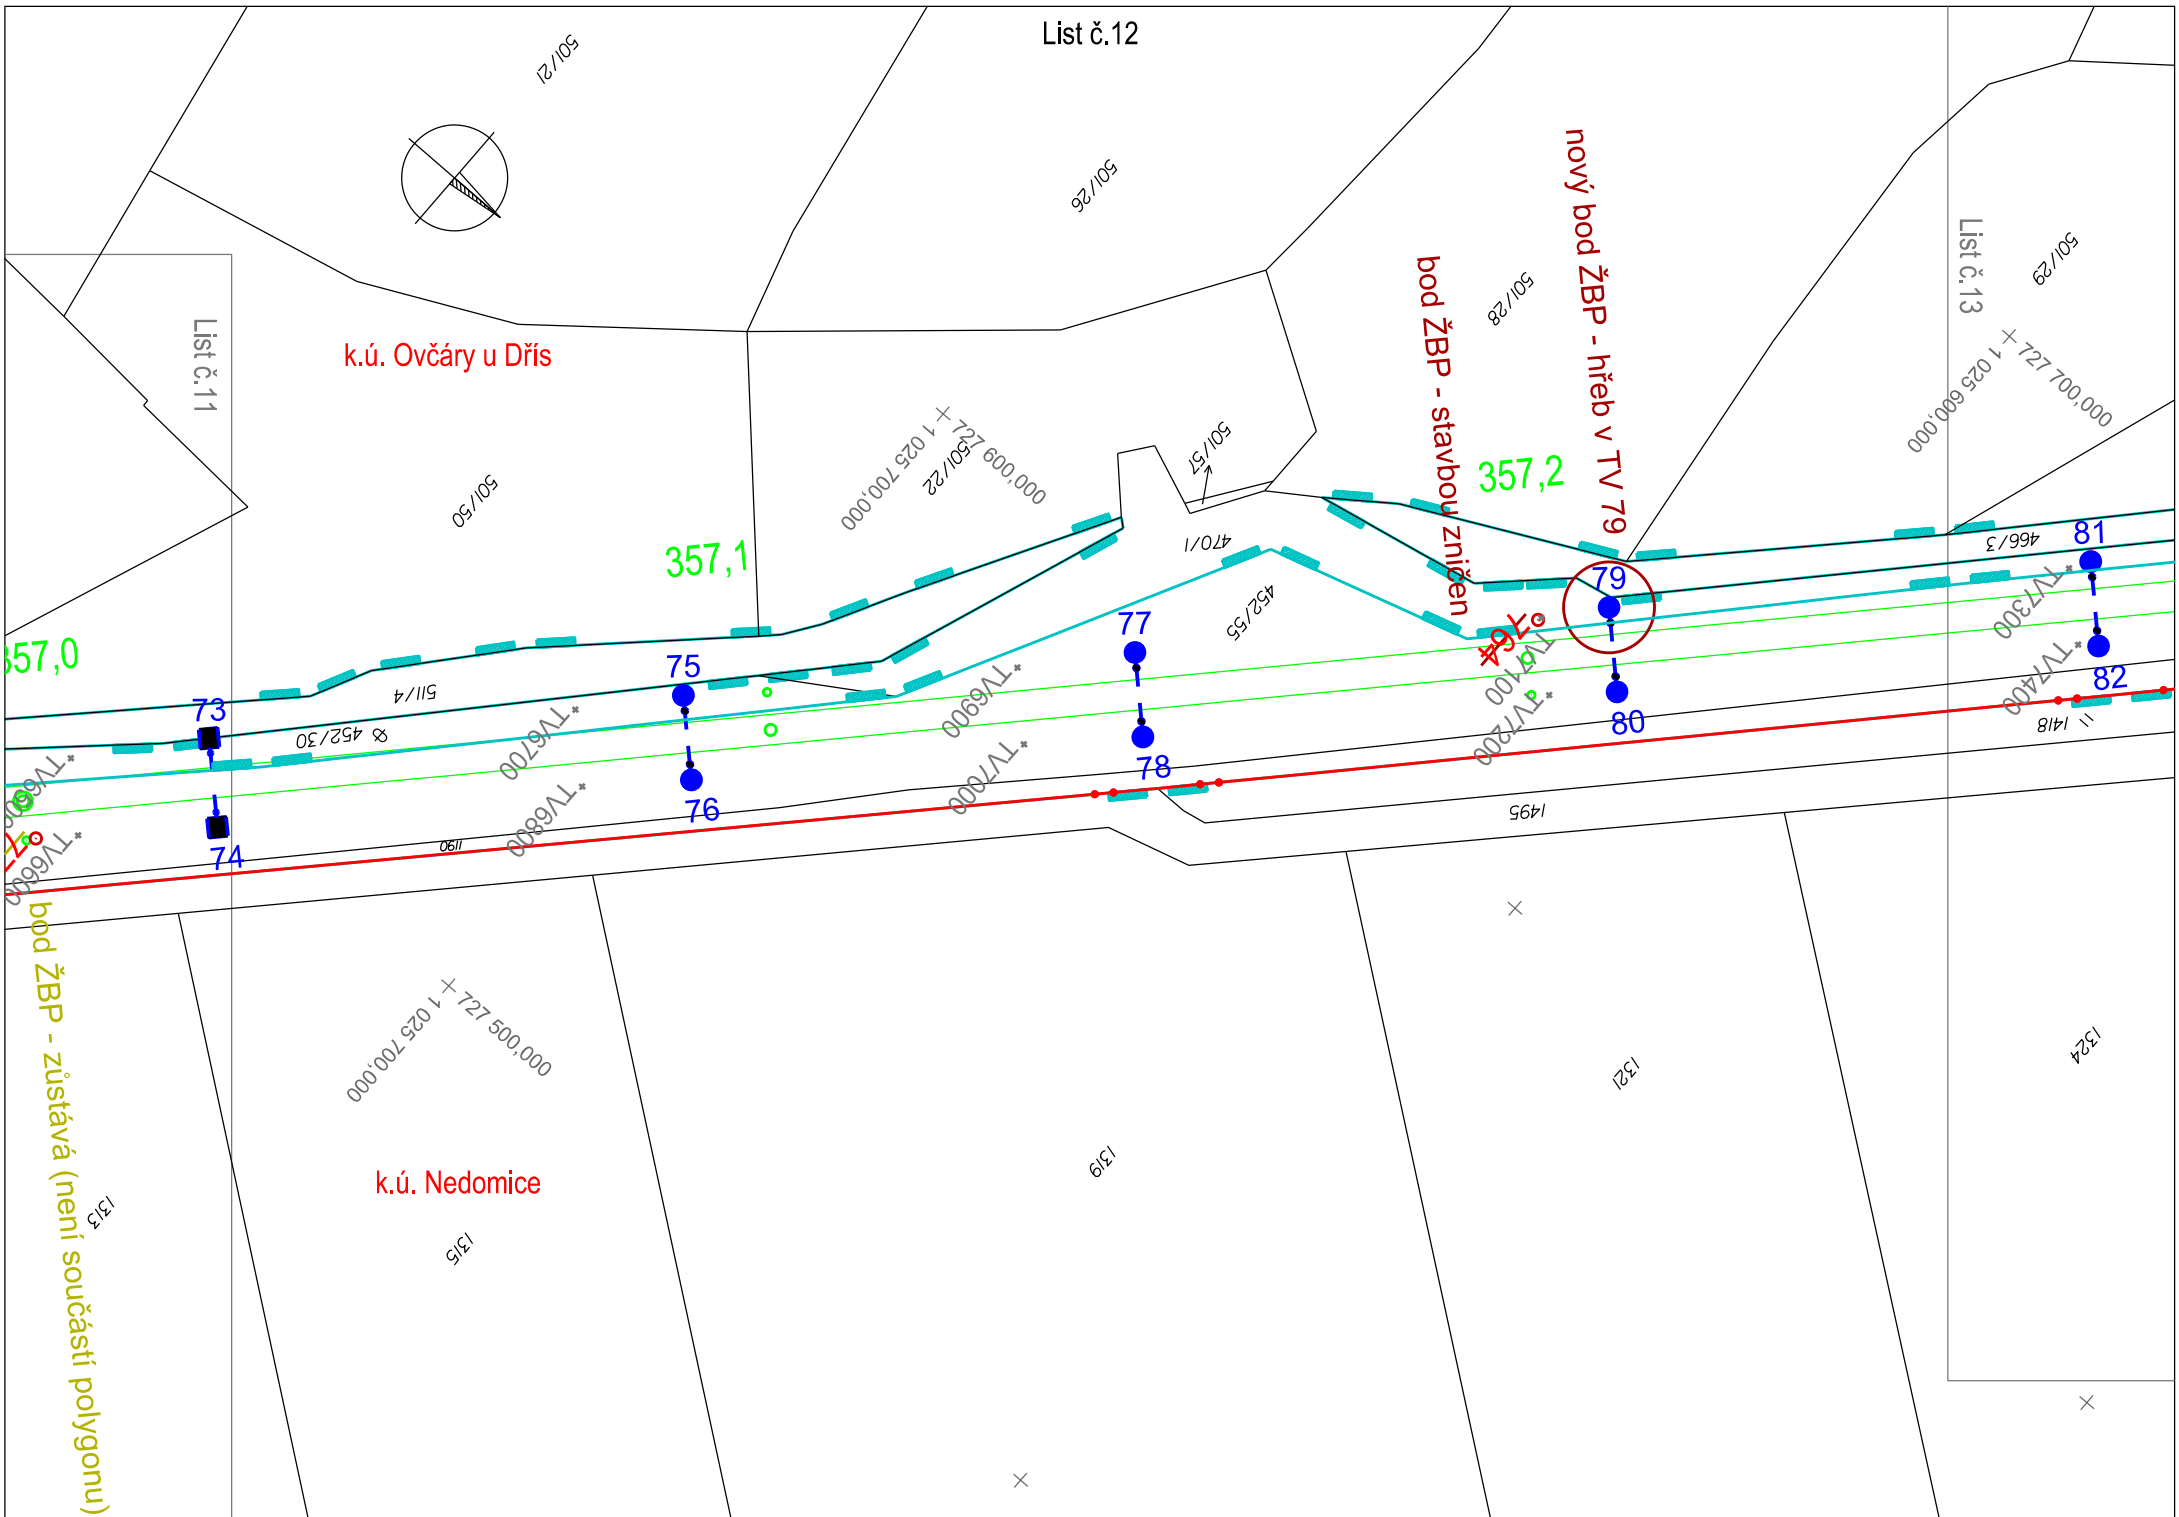 List č.12
501/21
501/26
nový bod ŽBP - hřeb v TV 79
bod ŽBP - stavbou zničen
501/28
List č.13
501/29
727 700,000
1 025 600,000
List č.11
k.ú. Ovčáry u Dřís
501/50
727 609,000
1 025 700,000
501/22
501/57
357,2
357,1
470/1
452/55
466/3
81
79
77
75
73
357,0
511/4
452/30
TV6700
TV6800
TV6900
TV7000
TV7100
TV7200
TV7300
TV7400
TV6600
82
80
78
76
74
1418
1495
1190
bod ŽBP - zůstává (není součástí polygonu)
727 500,000
1 025 700,000
k.ú. Nedomice
1313
1315
1319
1321
1324